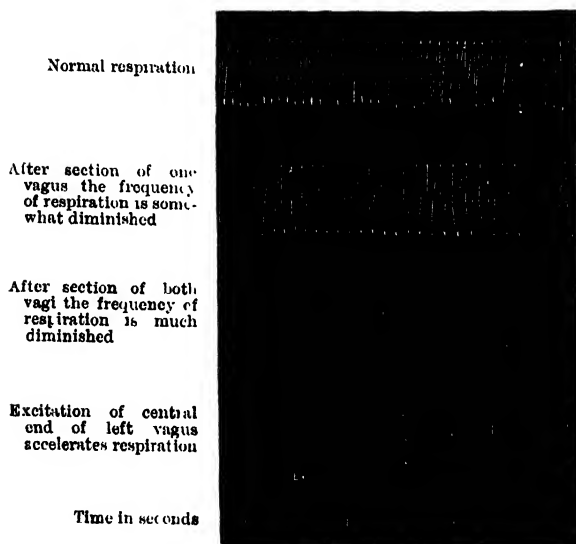 Normal respiration
After section of one
vagus the frequency
of respiration is some-
what diminished
After section of both
vagi the frequency of
respiration is much
diminished
Excitation of central
end of left vagus
accelerates respiration
Time in seconds